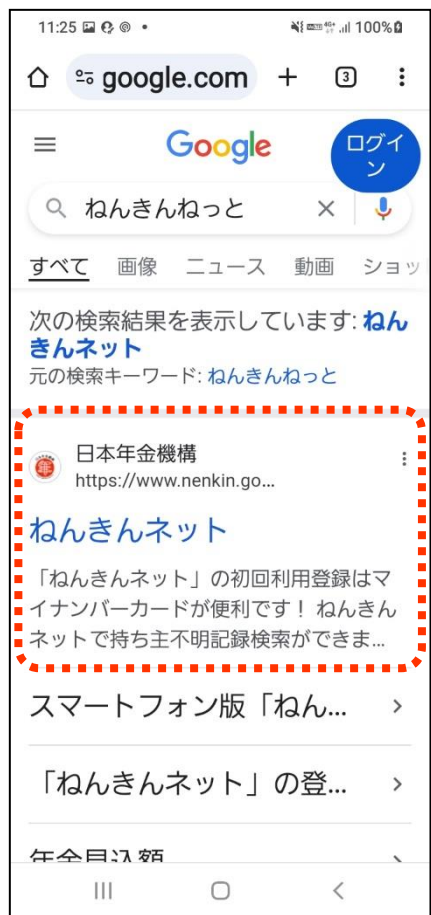 11:25 100%
google.com + 3
Google ログイ
ン
ねんきんねっと
すべて 画像 ニュース 動画 ショッ
次の検索結果を表示しています: ねん
きんネット
元の検索キーワード: ねんきんねっと
日本年金機構
https://www.nenkin.go...
ねんきんネット
「ねんきんネット」の初回利用登録はマ
イナンバーカードが便利です! ねんきん
ネットで持ち主不明記録検索ができま...
スマートフォン版「ねん...
「ねんきんネット」の登...
年金見込額